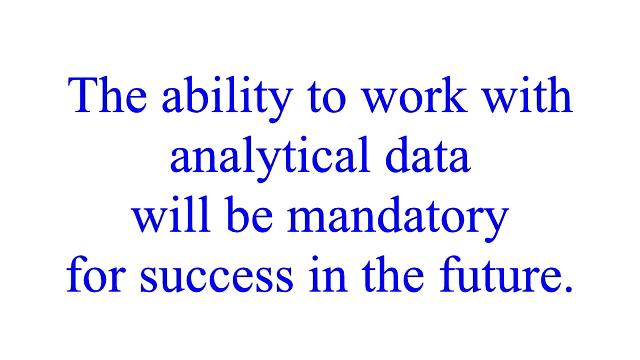 The ability to work with
analytical data
will be mandatory
for success in the future.